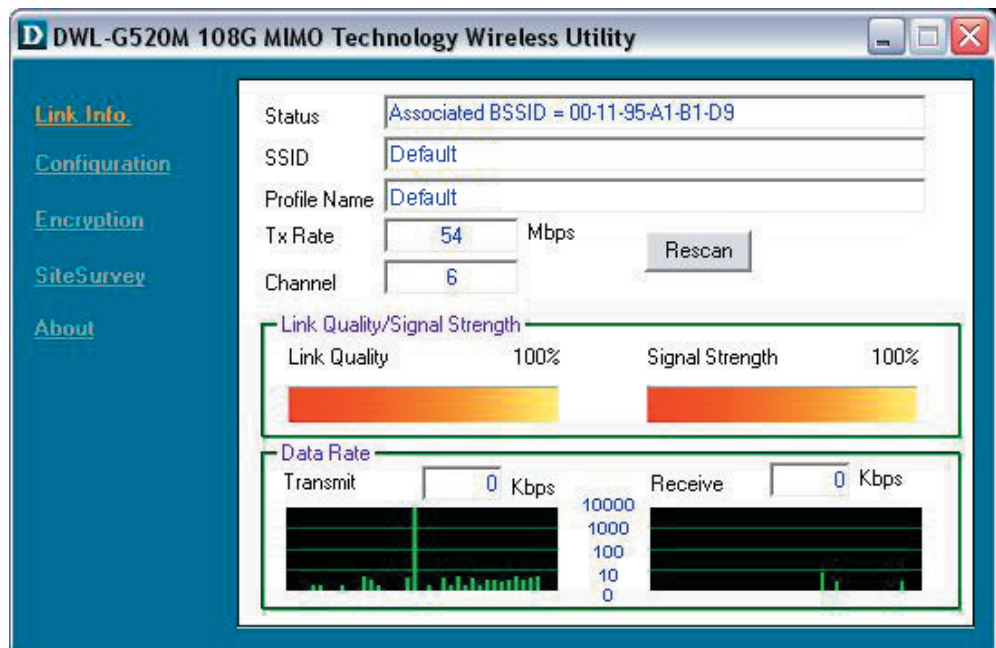 D DWL-G520M 108G MIMO Technology Wireless Utility
Link Info.
Configuration
Encryption
SiteSurvey
About
Status Associated BSSID = 00-11-95-A1-B1-D9
SSID Default
Profile Name Default
Tx Rate 54 Mbps
Rescan
Channel 6
Link Quality/Signal Strength
Link Quality 100% Signal Strength 100%
Data Rate
Transmit 0 Kbps Receive 0 Kbps
10000
1000
100
10
0